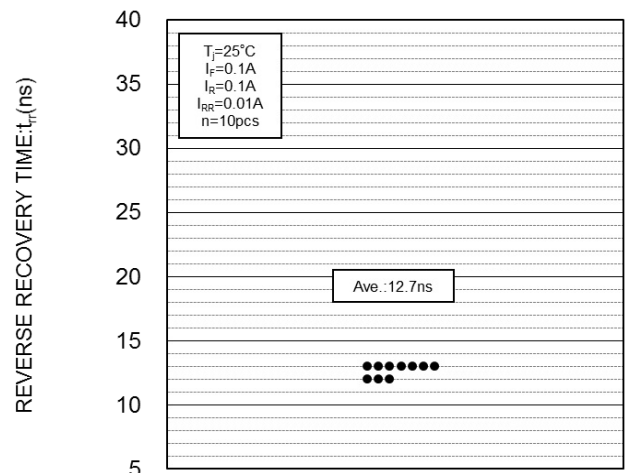 REVERSE RECOVERY TIME:trr(ns)
40
35
30
25
20
15
10
5
Tj=25°C
IF=0.1A
IR=0.1A
IRR=0.01A
n=10pcs
Ave.:12.7ns